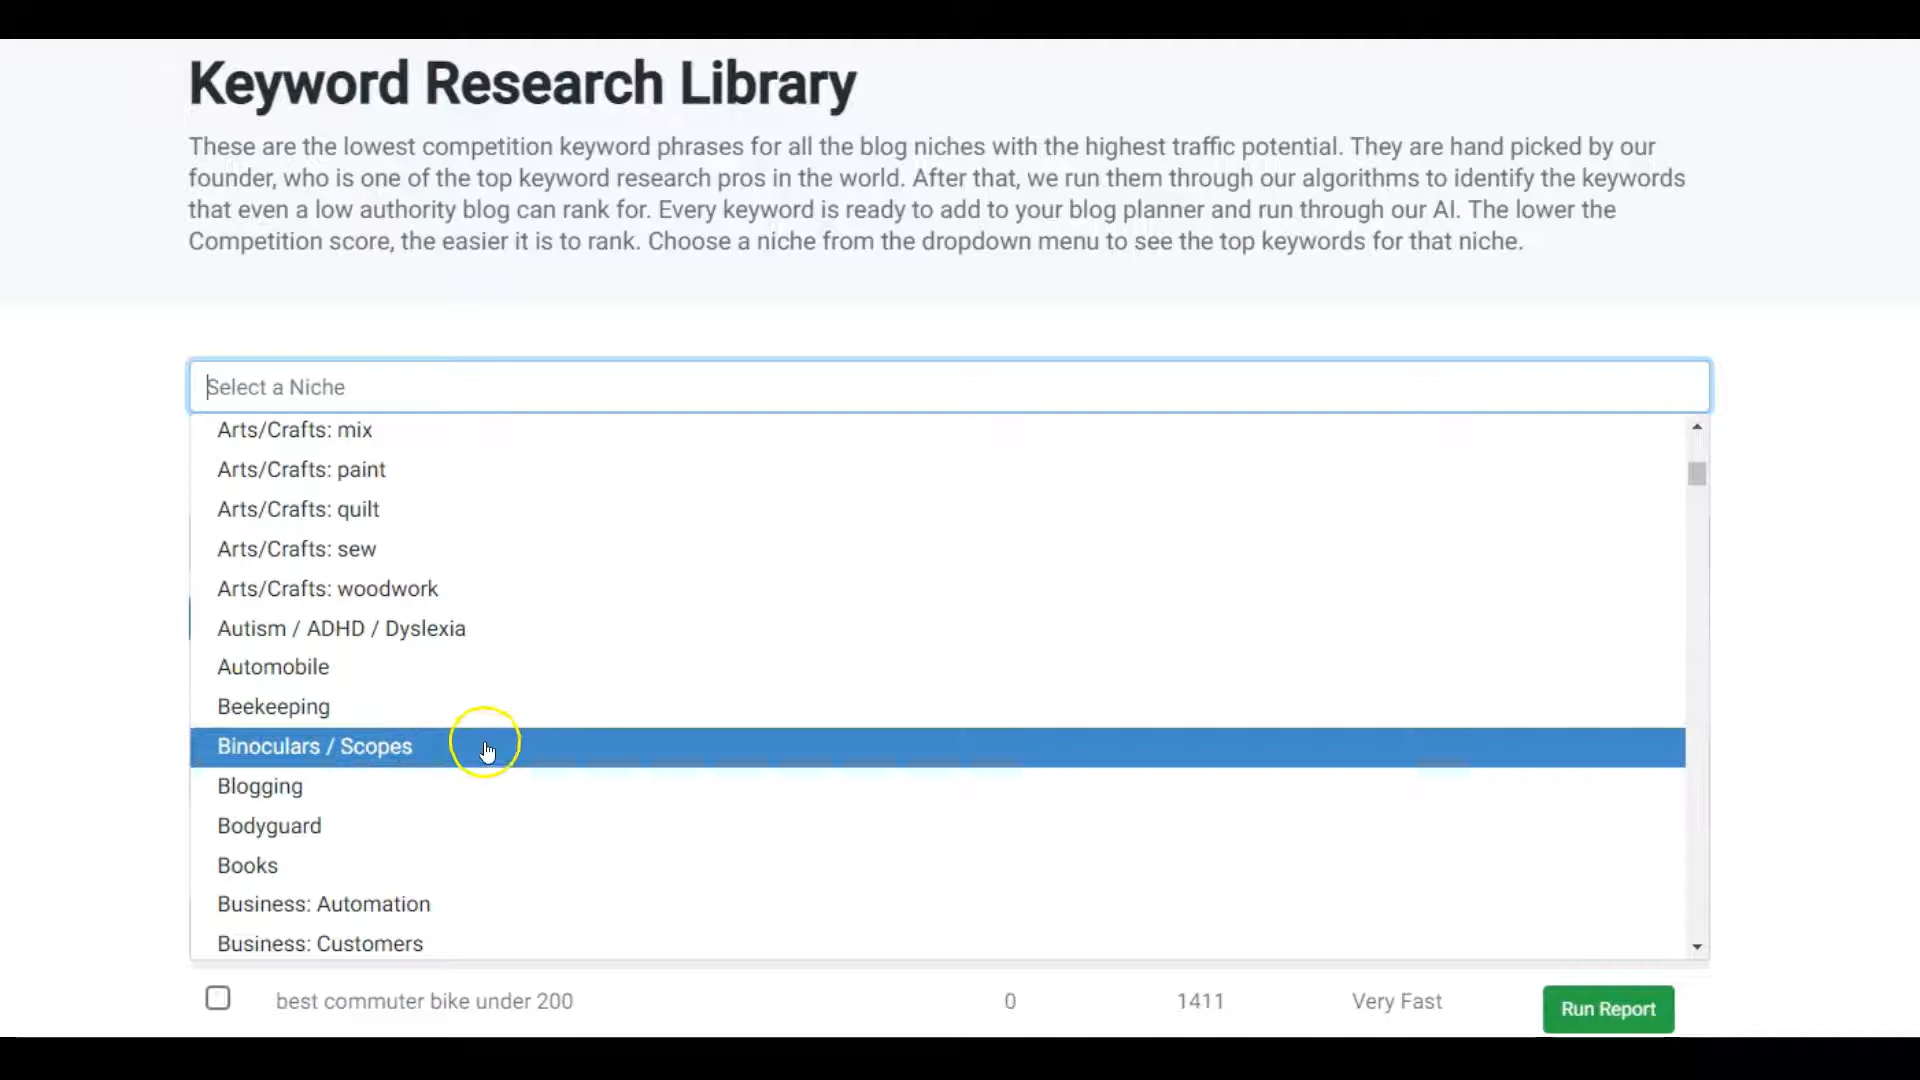 Keyword Research Library
These are the lowest competition keyword phrases for all the blog niches with the highest traffic potential. They are hand picked by our
founder, who is one of the top keyword research pros in the world. After that, we run them through our algorithms to identify the keywords
that even a low authority blog can rank for. Every keyword is ready to add to your blog planner and run through our AI. The lower the
Competition score, the easier it is to rank. Choose a niche from the dropdown menu to see the top keywords for that niche.
Select a Niche
Arts/Crafts: mix
Arts/Crafts: paint
Arts/Crafts: quilt
Arts/Crafts: sew
Arts/Crafts: woodwork
Autism / ADHD / Dyslexia
Automobile
Beekeeping
Binoculars / Scopes
Blogging
Bodyguard
Books
Business: Automation
Business: Customers
best commuter bike under 200 0 1411 Very Fast Run Report